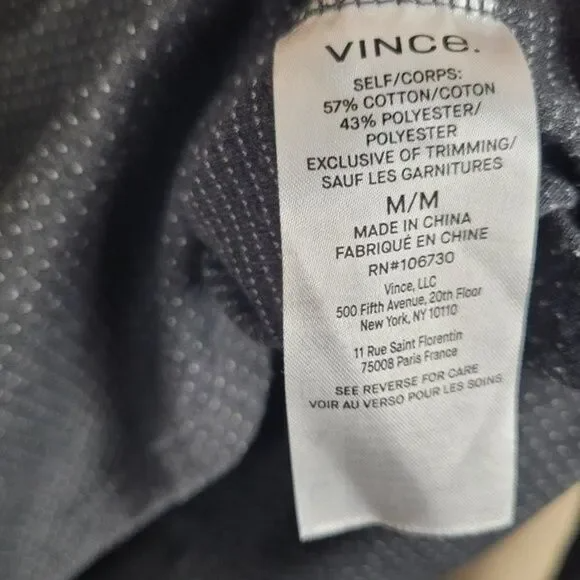 VINCE.
SELF/CORPS:
57% COTTON/COTON
43% POLYESTER/
POLYESTER
EXCLUSIVE OF TRIMMING/
SAUF LES GARNITURES
M/M
MADE IN CHINA
FABRIQUÉ EN CHINE
RN#106730
Vince, LLC
500 Fifth Avenue, 20th Floor
New York, NY 10110
11 Rue Saint Florentin
75008 Paris France
SEE REVERSE FOR CARE
VOIR AU VERSO POUR LES SOINS